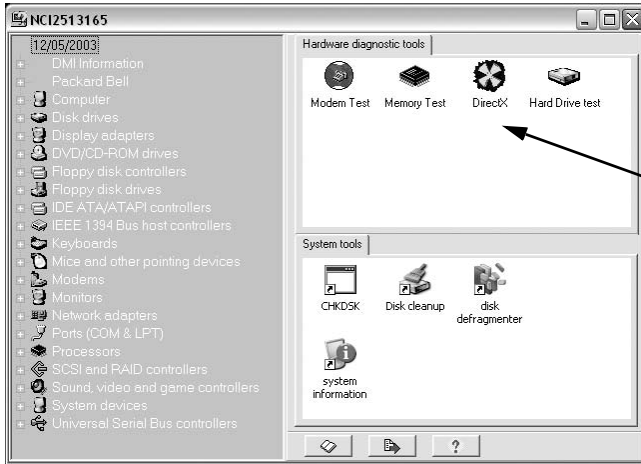 NCI2513165
12/05/2003
DMI Information
Packard Bell
Computer
Disk drives
Display adapters
DVD/CD-ROM drives
Floppy disk controllers
Floppy disk drives
IDE ATA/ATAPI controllers
IEEE 1394 Bus host controllers
Keyboards
Mice and other pointing devices
Modems
Monitors
Network adapters
Ports (COM & LPT)
Processors
SCSI and RAID controllers
Sound, video and game controllers
System devices
Universal Serial Bus controllers
Hardware diagnostic tools
Modem Test
Memory Test
DirectX
Hard Drive test
System tools
CHKDSK
Disk cleanup
disk
defragmenter
system
information
?